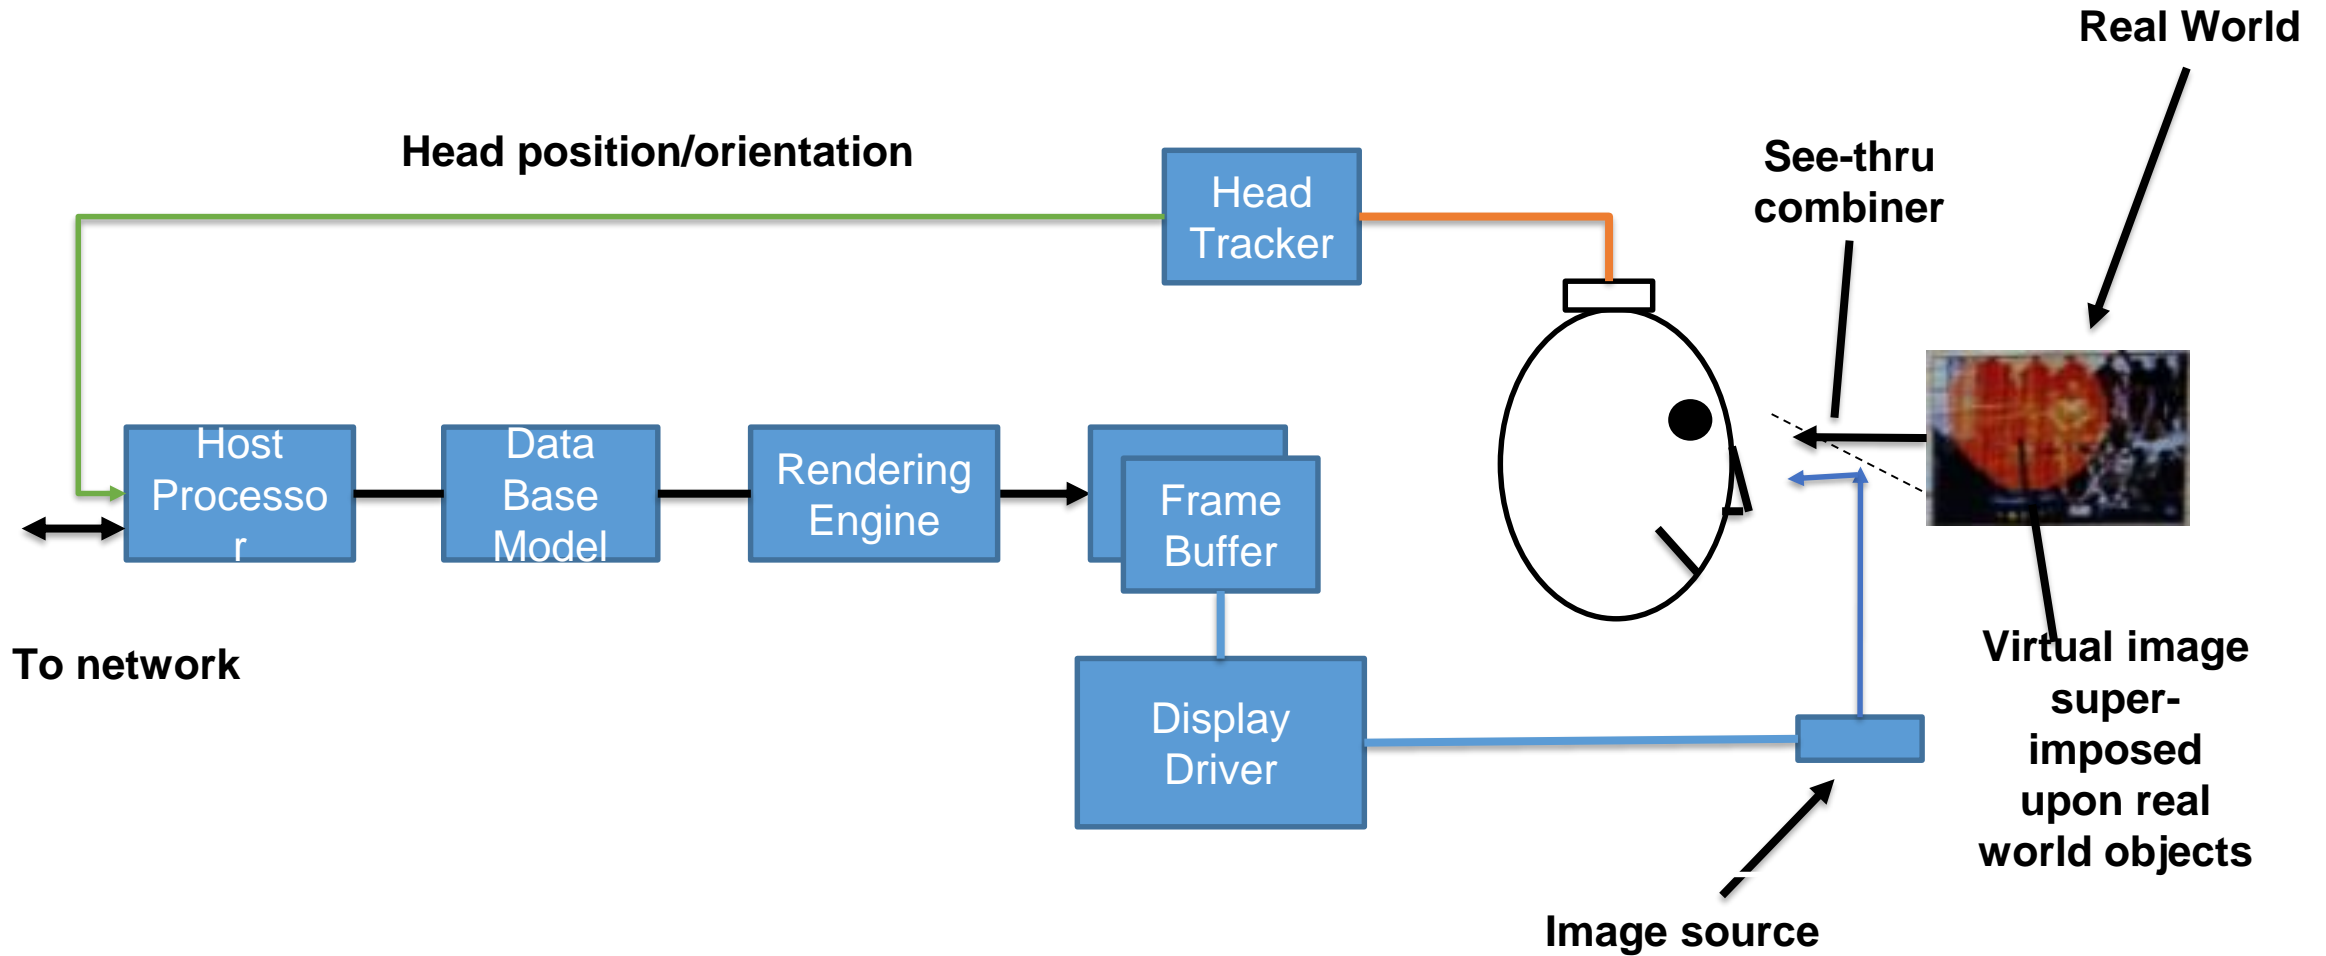 Real World
Head position/orientation
See-thru
combiner
Head
Tracker
Host
Processo
r
Data
Base
Model
Rendering
Engine
Frame
Buffer
To network
Display
Driver
Virtual image
super-
imposed
upon real
world objects
Image source